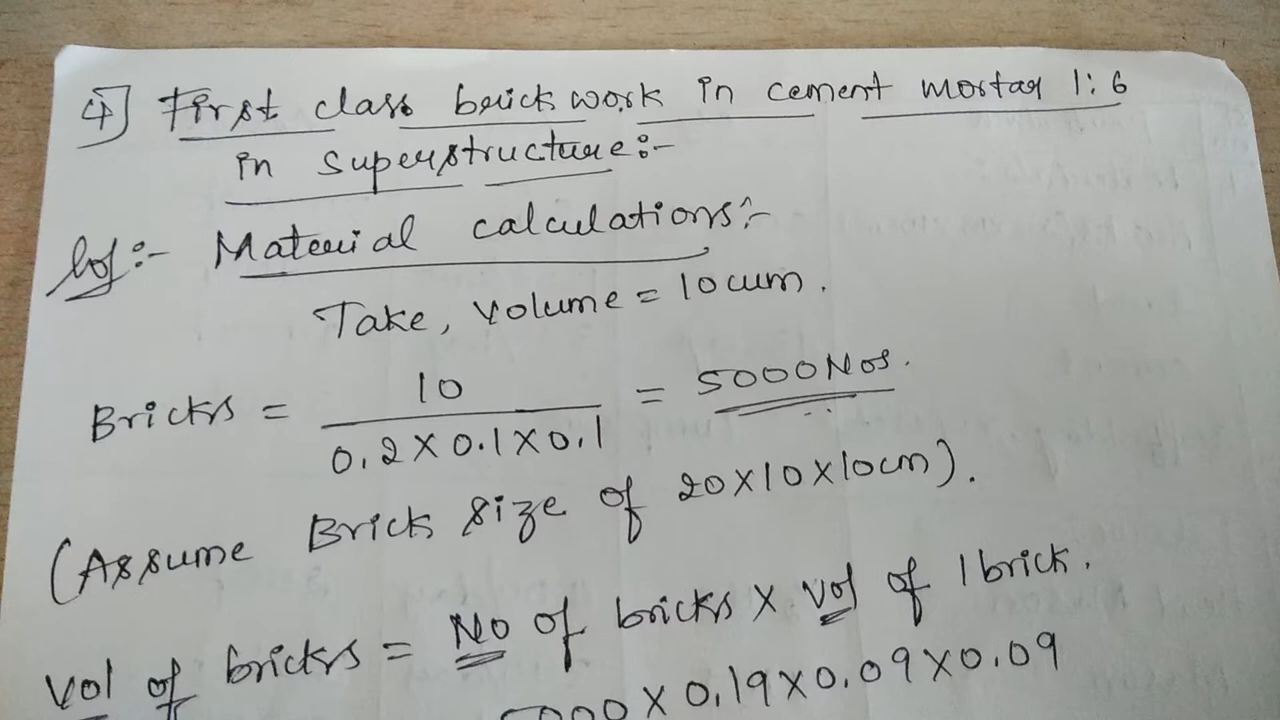 4] First class brick work in cement mortar 1:6
in superstructure:-
Sol:- Material calculations:-
Take, Volume = 10cum.
Bricks = 10 / 0.2 X 0.1 X 0.1 = 5000 Nos.
(Assume Brick size of 20X10X10cm).
Vol of bricks = No of bricks X Vol of 1 brick.
5000 X 0.19 X 0.09 X 0.09